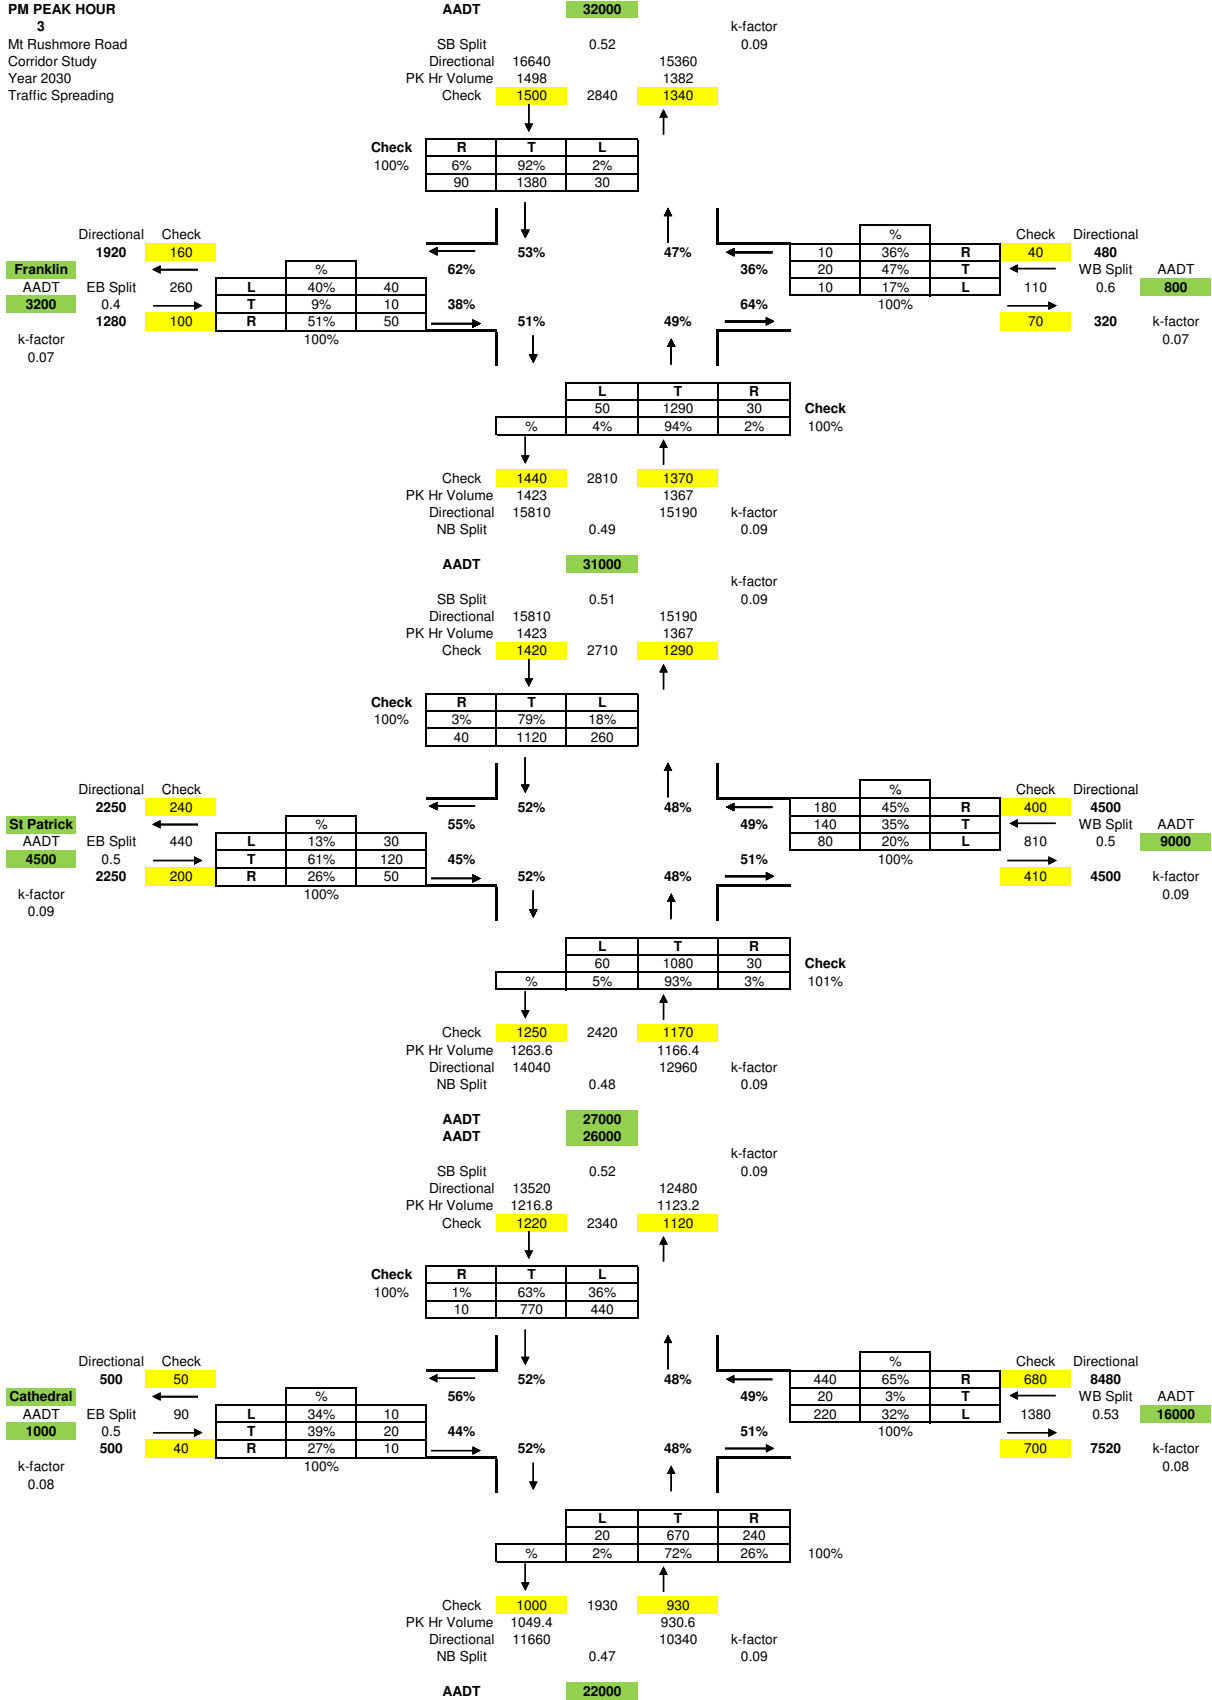 PM PEAK HOUR AADT 32000
3 k-factor
Mt Rushmore Road SB Split 0.52 0.09
Corridor Study Directional 16640 15360
Year 2030 PK Hr Volume 1498 1382
Traffic Spreading Check 1500 2840 1340
Check R T L
100% 6% 92% 2%
90 1380 30
Directional Check % Check Directional
1920 160 53% 47% 10 36% R 40 480
Franklin % 62% 36% 20 47% T WB Split AADT
AADT EB Split 260 L 40% 40 10 17% L 110 0.6 800
3200 0.4 T 9% 10 38% 64% 100%
1280 100 R 51% 50 51% 49% 70 320 k-factor
k-factor 100% 0.07
0.07
L T R
50 1290 30 Check
% 4% 94% 2% 100%
Check 1440 2810 1370
PK Hr Volume 1423 1367
Directional 15810 15190 k-factor
NB Split 0.49 0.09
AADT 31000
k-factor
SB Split 0.51 0.09
Directional 15810 15190
PK Hr Volume 1423 1367
Check 1420 2710 1290
Check R T L
100% 3% 79% 18%
40 1120 260
Directional Check % Check Directional
2250 240 52% 48% 180 45% R 400 4500
St Patrick % 55% 49% 140 35% T WB Split AADT
AADT EB Split 440 L 13% 30 80 20% L 810 0.5 9000
4500 0.5 T 61% 120 45% 51% 100%
2250 200 R 26% 50 52% 48% 410 4500 k-factor
k-factor 100% 0.09
0.09
L T R
60 1080 30 Check
% 5% 93% 3% 101%
Check 1250 2420 1170
PK Hr Volume 1263.6 1166.4
Directional 14040 12960 k-factor
NB Split 0.48 0.09
AADT 27000
AADT 26000
k-factor
SB Split 0.52 0.09
Directional 13520 12480
PK Hr Volume 1216.8 1123.2
Check 1220 2340 1120
Check R T L
100% 1% 63% 36%
10 770 440
Directional Check % Check Directional
500 50 52% 48% 440 65% R 680 8480
Cathedral % 56% 49% 20 3% T WB Split AADT
AADT EB Split 90 L 34% 10 220 32% L 1380 0.53 16000
1000 0.5 T 39% 20 44% 51% 100%
500 40 R 27% 10 52% 48% 700 7520 k-factor
k-factor 100% 0.08
0.08
L T R
20 670 240
% 2% 72% 26% 100%
Check 1000 1930 930
PK Hr Volume 1049.4 930.6
Directional 11660 10340 k-factor
NB Split 0.47 0.09
AADT 22000